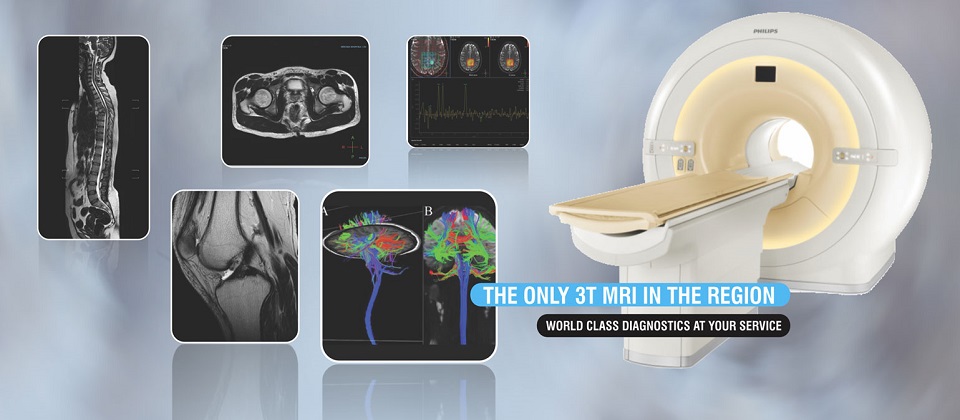 PHILIPS
A
B
THE ONLY 3T MRI IN THE REGION
WORLD CLASS DIAGNOSTICS AT YOUR SERVICE